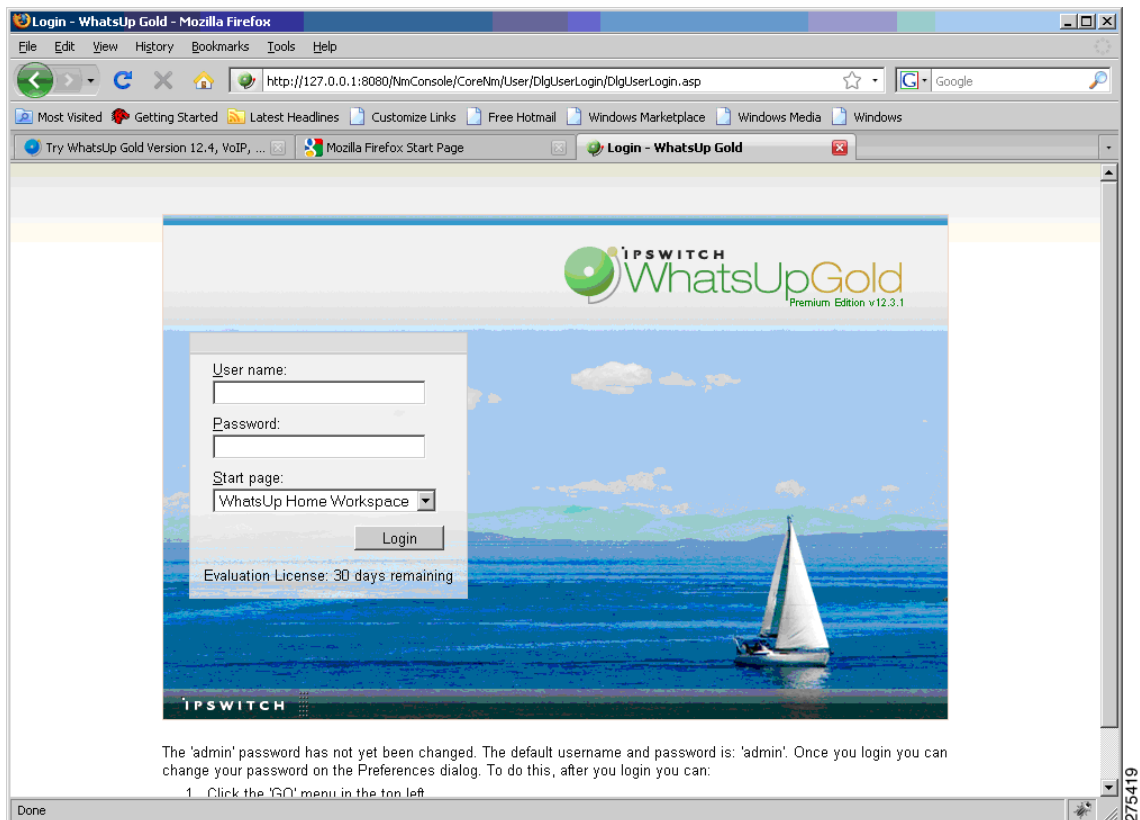 Login - WhatsUp Gold - Mozilla Firefox
File Edit View History Bookmarks Tools Help
http://127.0.0.1:8080/NmConsole/CoreNm/User/DlgUserLogin/DlgUserLogin.asp
G Google
Most Visited Getting Started Latest Headlines Customize Links Free Hotmail Windows Marketplace Windows Media Windows
Try WhatsUp Gold Version 12.4, VoIP, ... Mozilla Firefox Start Page Login - WhatsUp Gold
IPSWITCH
WhatsUpGold
Premium Edition v12.3.1
User name:
Password:
Start page:
WhatsUp Home Workspace
Login
Evaluation License: 30 days remaining
IPSWITCH
The 'admin' password has not yet been changed. The default username and password is: 'admin'. Once you login you can
change your password on the Preferences dialog. To do this, after you login you can:
1. Click the 'GO' menu in the top left
Done
275419